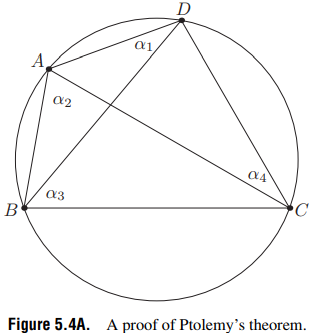 D
α1
A
α2
α4
α3
B
C
Figure 5.4A. A proof of Ptolemy's theorem.